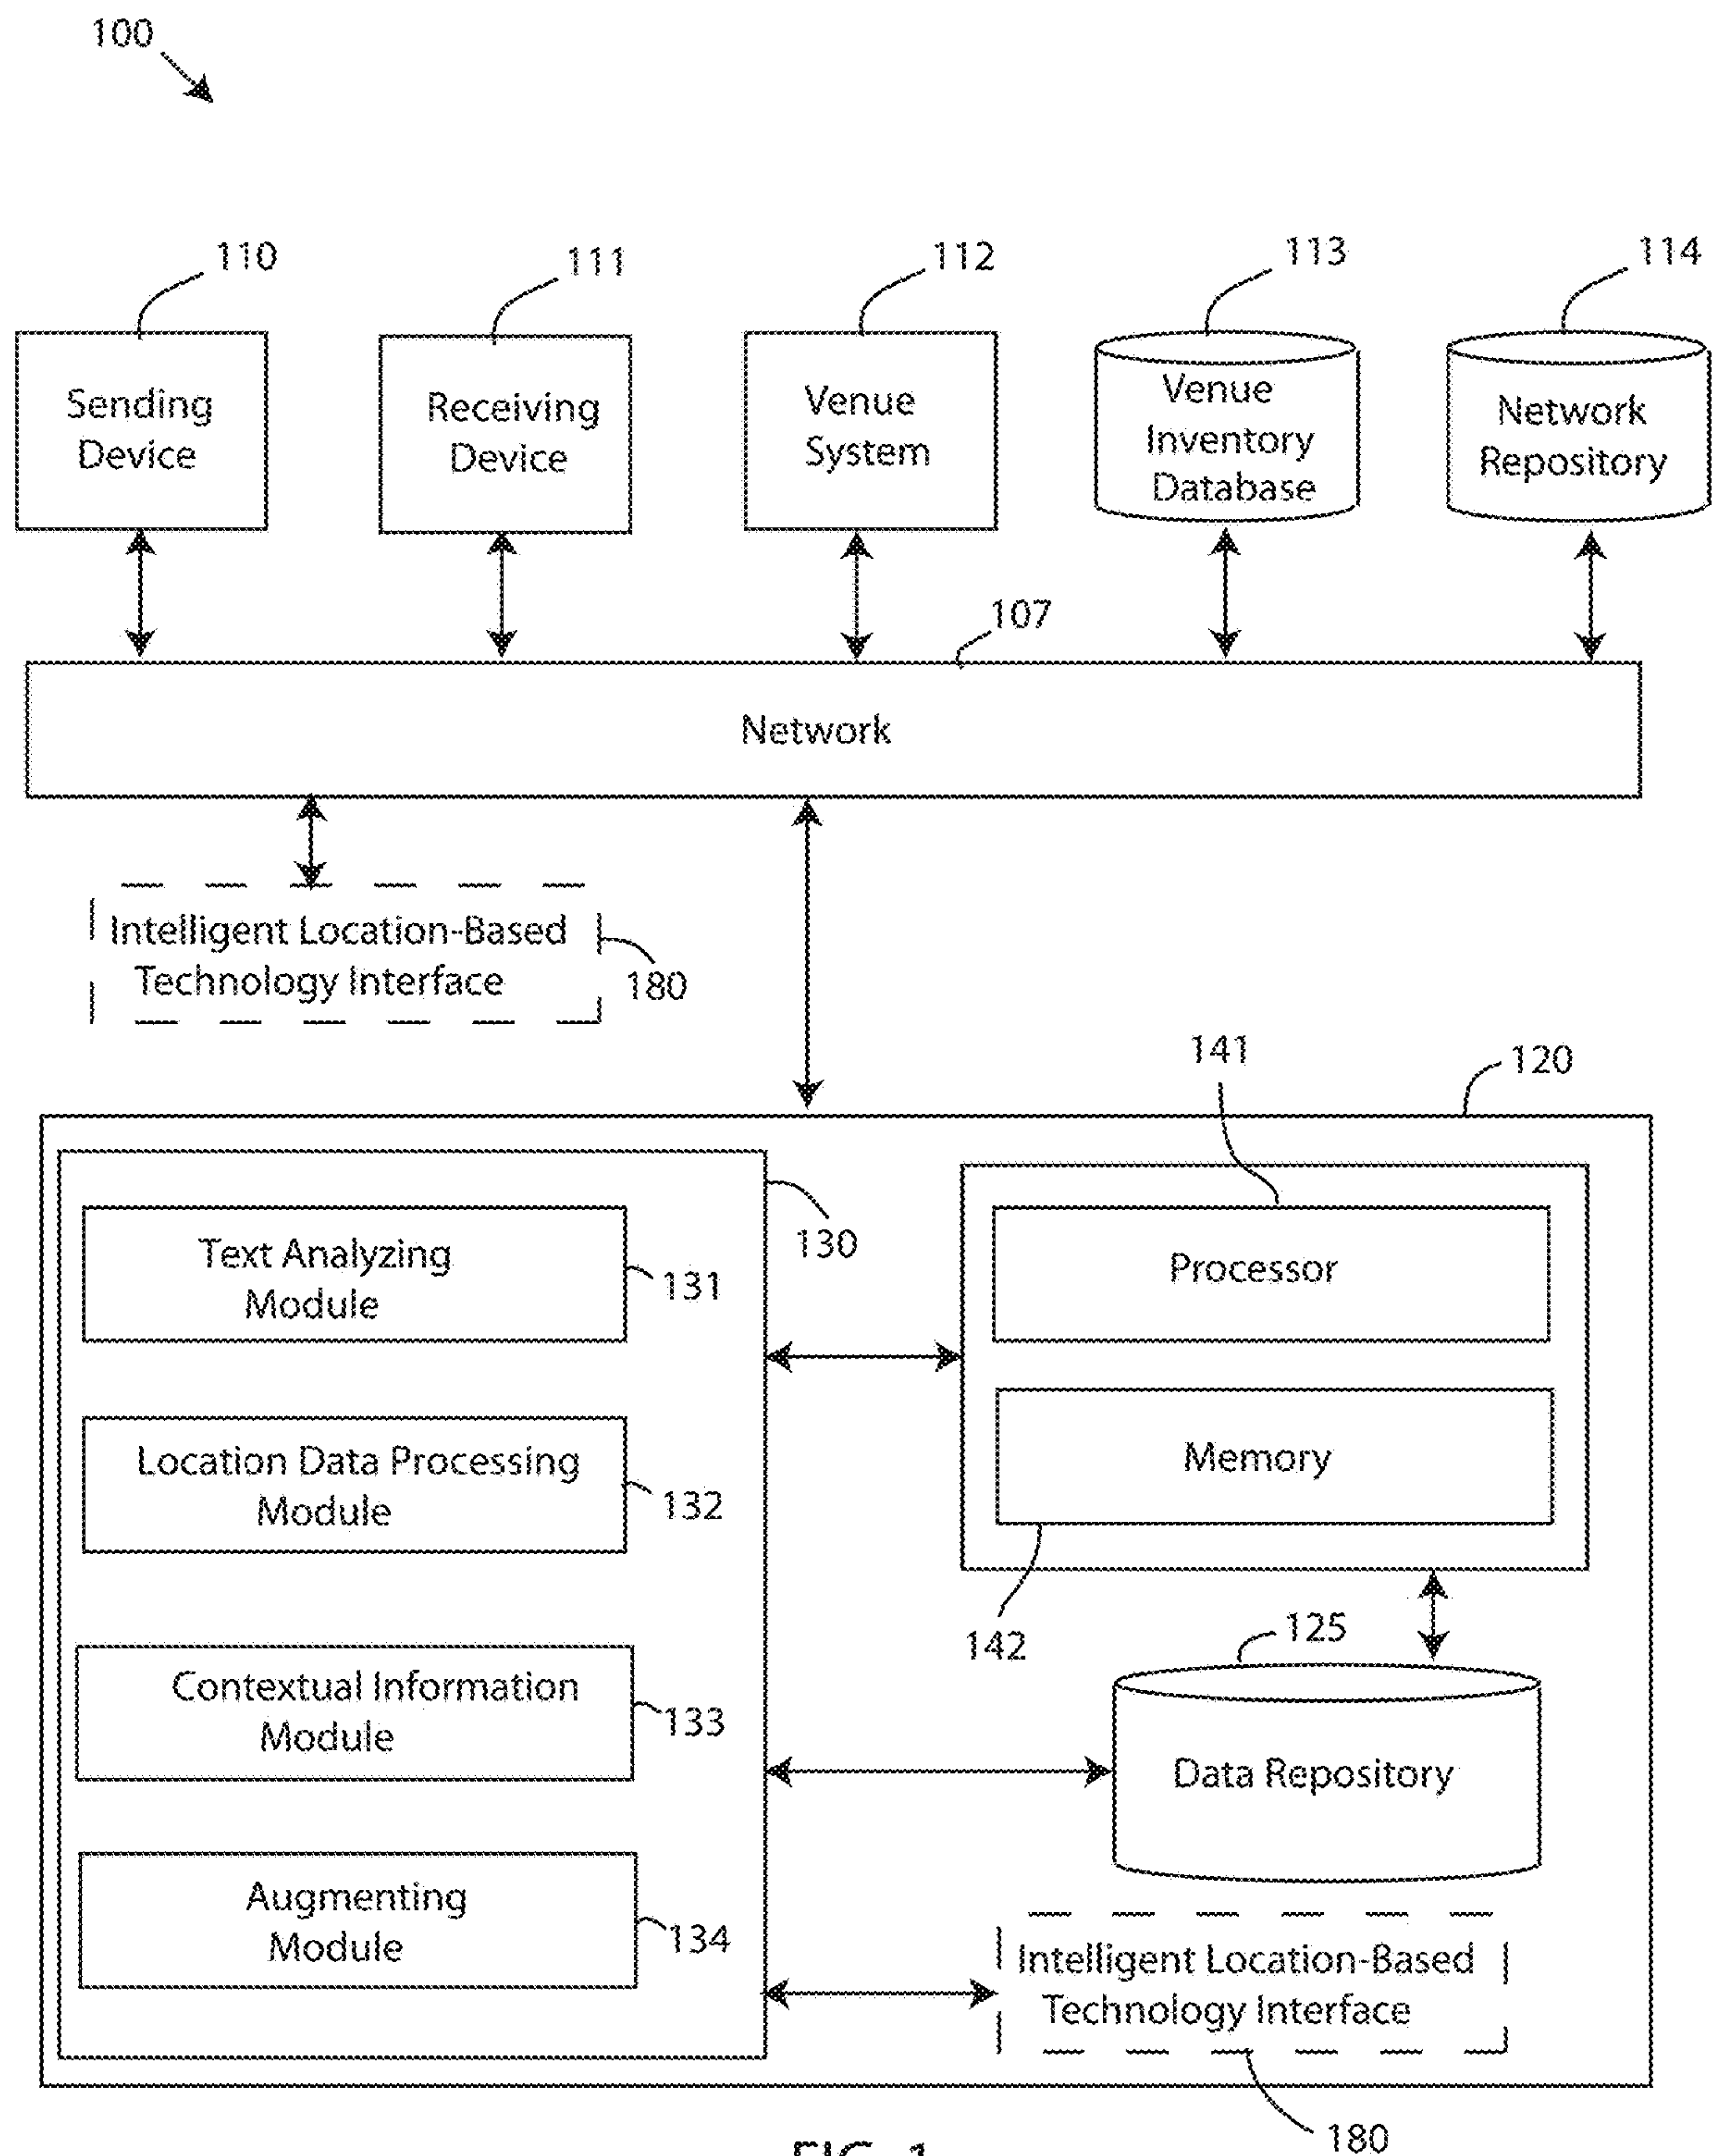 100
110
111
112
113
114
Sending
Device
Receiving
Device
Venue
System
Venue
Inventory
Database
Network
Repository
107
Network
Intelligent Location-Based
Technology Interface
180
120
141
130
Text Analyzing
Module
131
Processor
Location Data Processing
Module
132
Memory
142
125
Contextual Information
Module
133
Data Repository
Augmenting
Module
134
Intelligent Location-Based
Technology Interface
180
FIG. 1